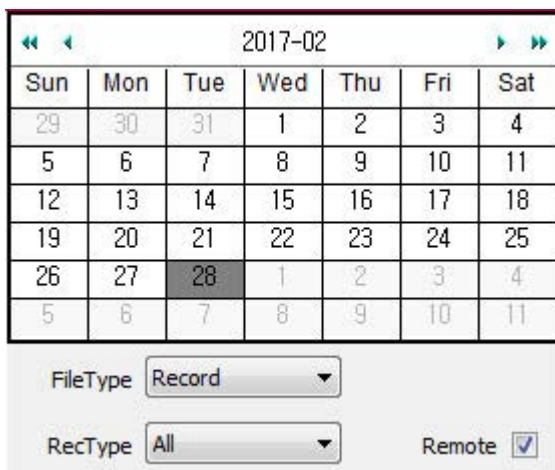 2017-02
Sun Mon Tue Wed Thu Fri Sat
29 30 31 1 2 3 4
5 6 7 8 9 10 11
12 13 14 15 16 17 18
19 20 21 22 23 24 25
26 27 28 1 2 3 4
5 6 7 8 9 10 11
FileType Record
RecType All Remote